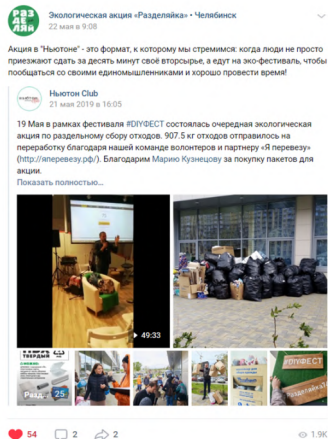 Экологическая акция «Разделяйка» • Челябинск
22 мая в 9:08
Акция в "Ньютоне" - это формат, к которому мы стремимся: когда люди не просто
приезжают сдать за десять минут своё вторсырье, а едут на эко-фестиваль, чтобы
пообщаться со своими единомышленниками и хорошо провести время!
Ньютон Club
21 мая 2019 в 16:05
19 Мая в рамках фестиваля #DIYФЕСТ состоялась очередная экологическая
акция по раздельному сбору отходов. 907.5 кг отходов отправилось на
переработку благодаря нашей команде волонтеров и партнеру «Я перевезу»
(http://яперевезу.рф/). Благодарим Марию Кузнецову за покупку пакетов для
акции.
Показать полностью…
49:33
ТВЕРДЫЙ
Разд...
25
#DIYФЕСТ
54
2
2
1.9K